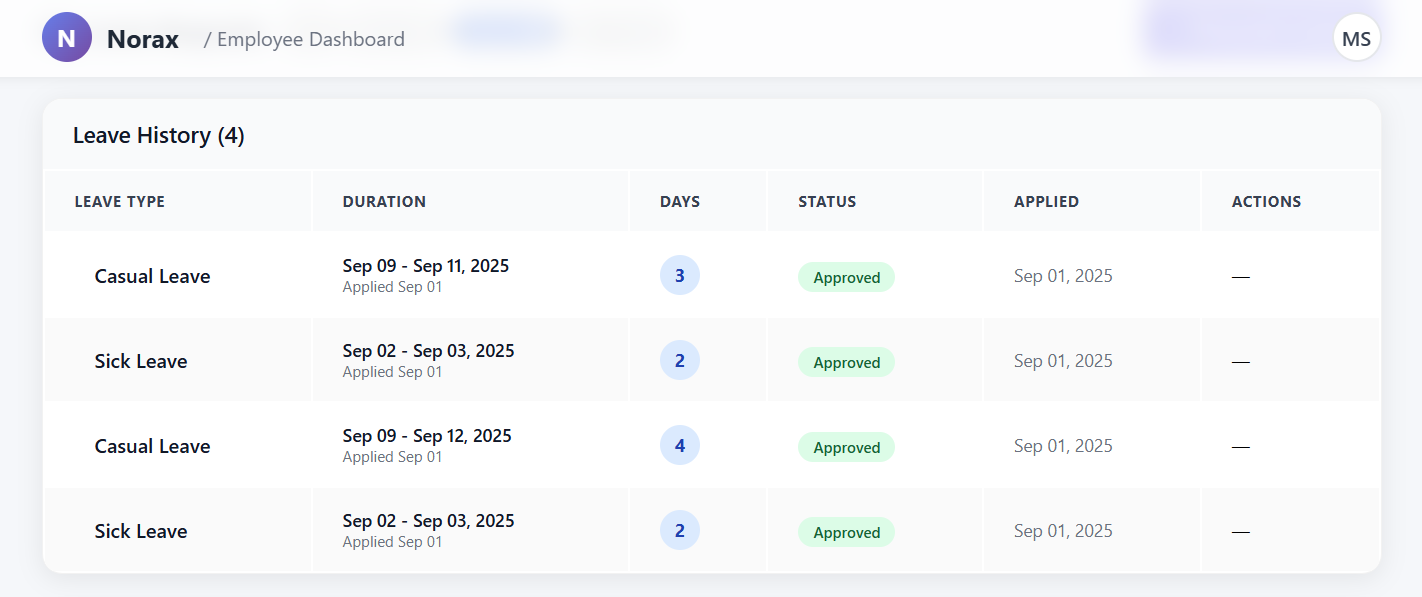 N Norax / Employee Dashboard MS
Leave History (4)
LEAVE TYPE DURATION DAYS STATUS APPLIED ACTIONS
Casual Leave Sep 09 - Sep 11, 2025 3 Approved Sep 01, 2025 —
Applied Sep 01
Sick Leave Sep 02 - Sep 03, 2025 2 Approved Sep 01, 2025 —
Applied Sep 01
Casual Leave Sep 09 - Sep 12, 2025 4 Approved Sep 01, 2025 —
Applied Sep 01
Sick Leave Sep 02 - Sep 03, 2025 2 Approved Sep 01, 2025 —
Applied Sep 01